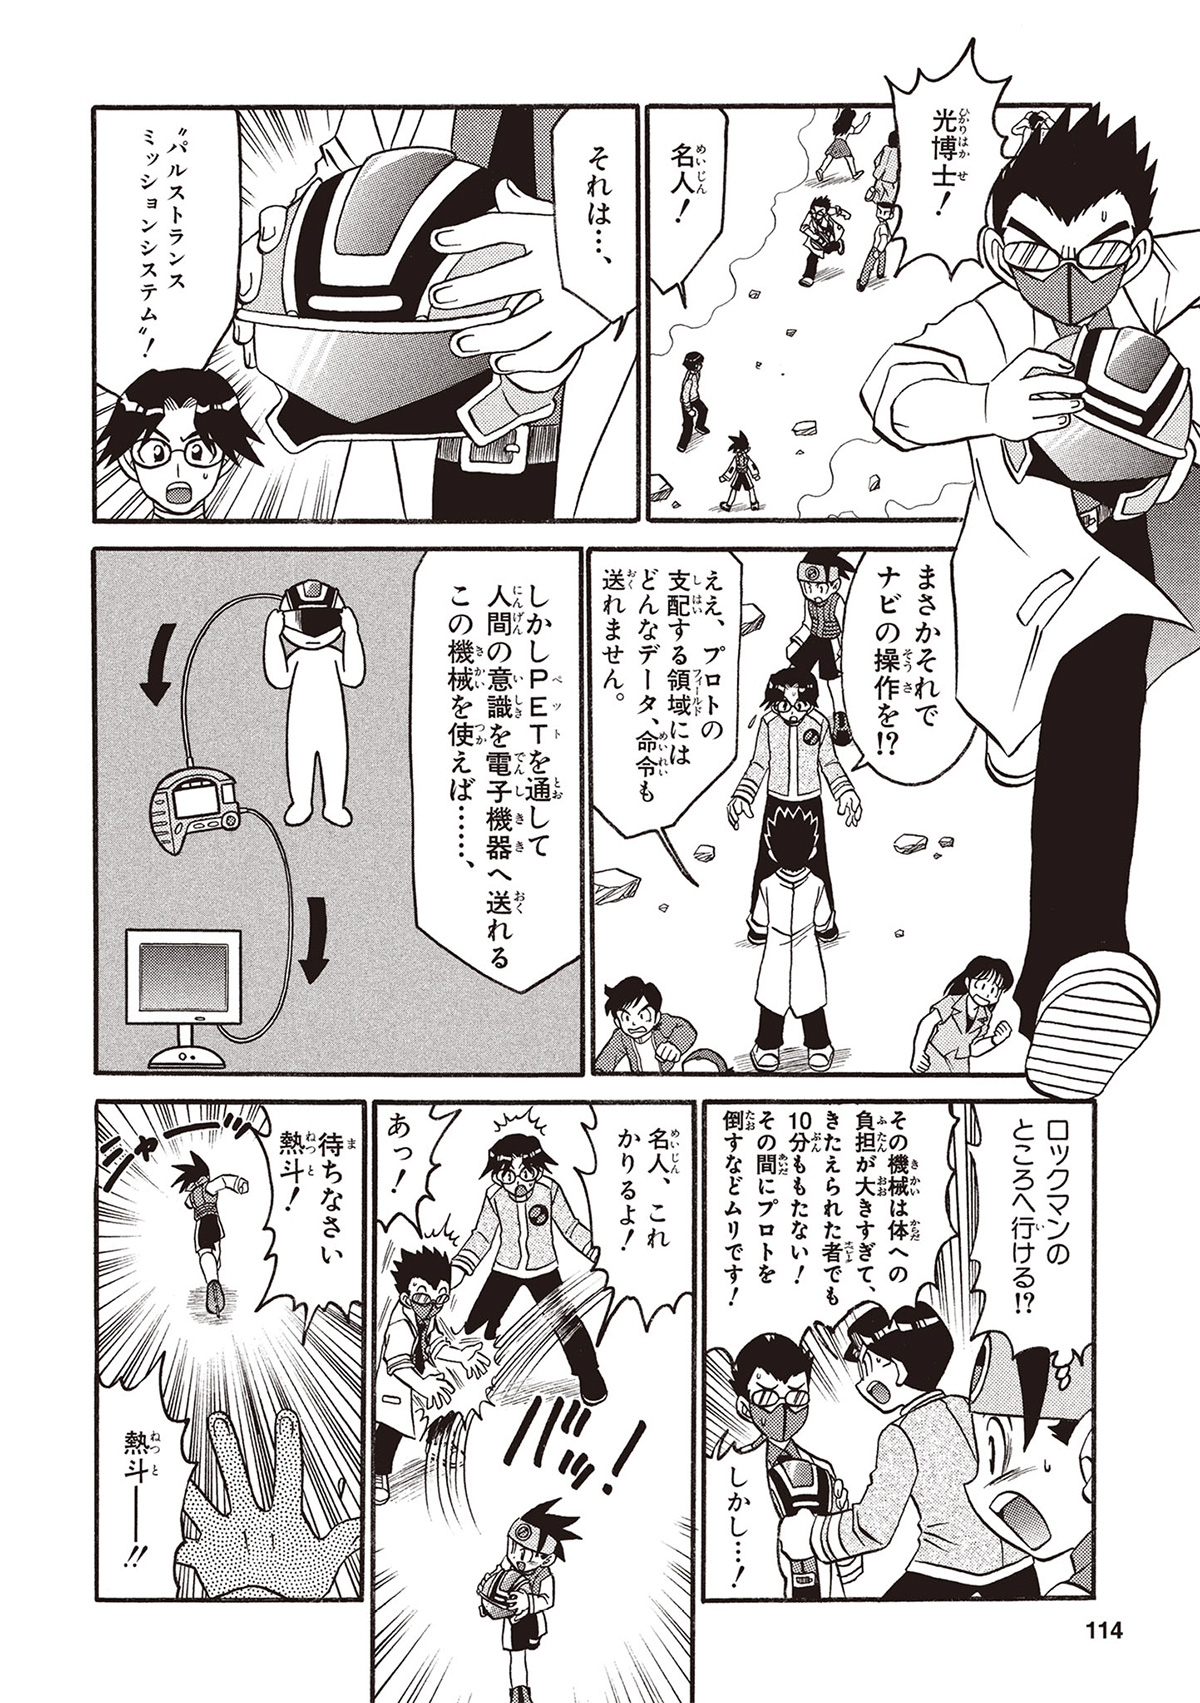 光博士！
名人！
それは…、
〝パルストランス
ミッションシステム〟！
まさかそれで
ナビの操作を!?
ええ、プロトの
支配する領域には
どんなデータ、命令も
送れません。
しかしＰＥＴを通して
人間の意識を電子機器へ送れる
この機械を使えば……、
ロックマンの
ところへ行ける!?
その機械は体への
負担が大きすぎて、
きたえられた者でも
10分ももたない！
その間にプロトを
倒すなどムリです！
しかし…！
名人、これ
かりるよ！
あっ！
バッ！
待ちなさい
熱斗！
熱斗――!!
114